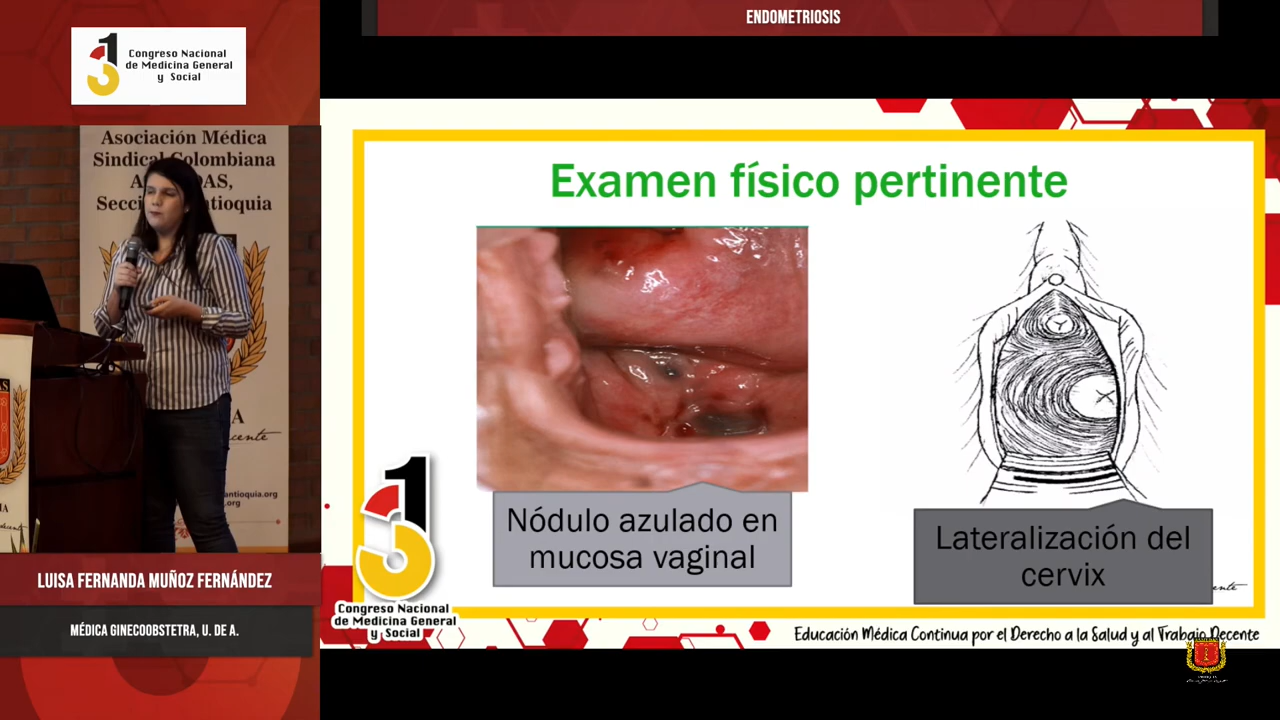 ENDOMETRIOSIS
Congreso Nacional
de Medicina General
y Social
Asociación Médica
Sindical Colombiana
Examen físico pertinente
Nódulo azulado en
mucosa vaginal
Lateralización del
cervix
LUISA FERNANDA MUÑOZ FERNÁNDEZ
MÉDICA GINECOOBSTETRA, U. DE A.
Congreso Nacional
de Medicina General
y Social
Educación Médica Continua por el Derecho a la Salud y al Trabajo Decente